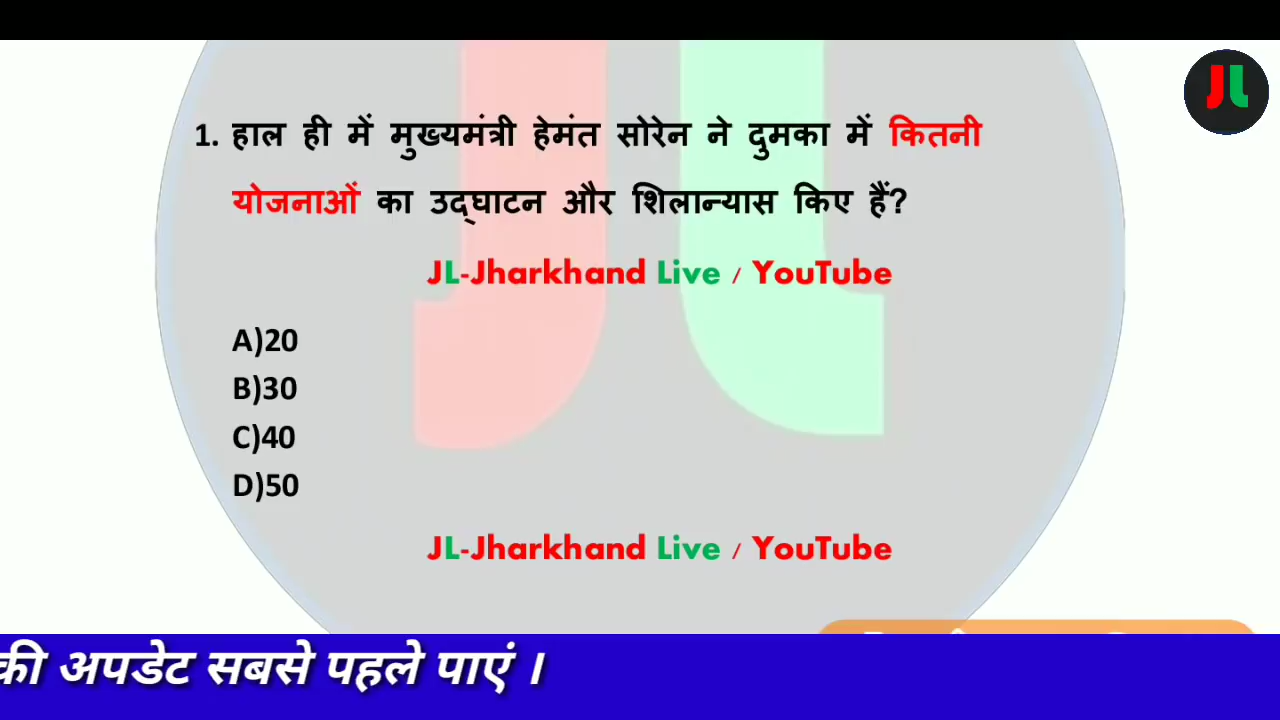 JL
1. हाल ही में मुख्यमंत्री हेमंत सोरेन ने दुमका में कितनी
योजनाओं का उद्घाटन और शिलान्यास किए हैं?
JL-Jharkhand Live / YouTube
A)20
B)30
C)40
D)50
JL-Jharkhand Live / YouTube
की अपडेट सबसे पहले पाएं ।